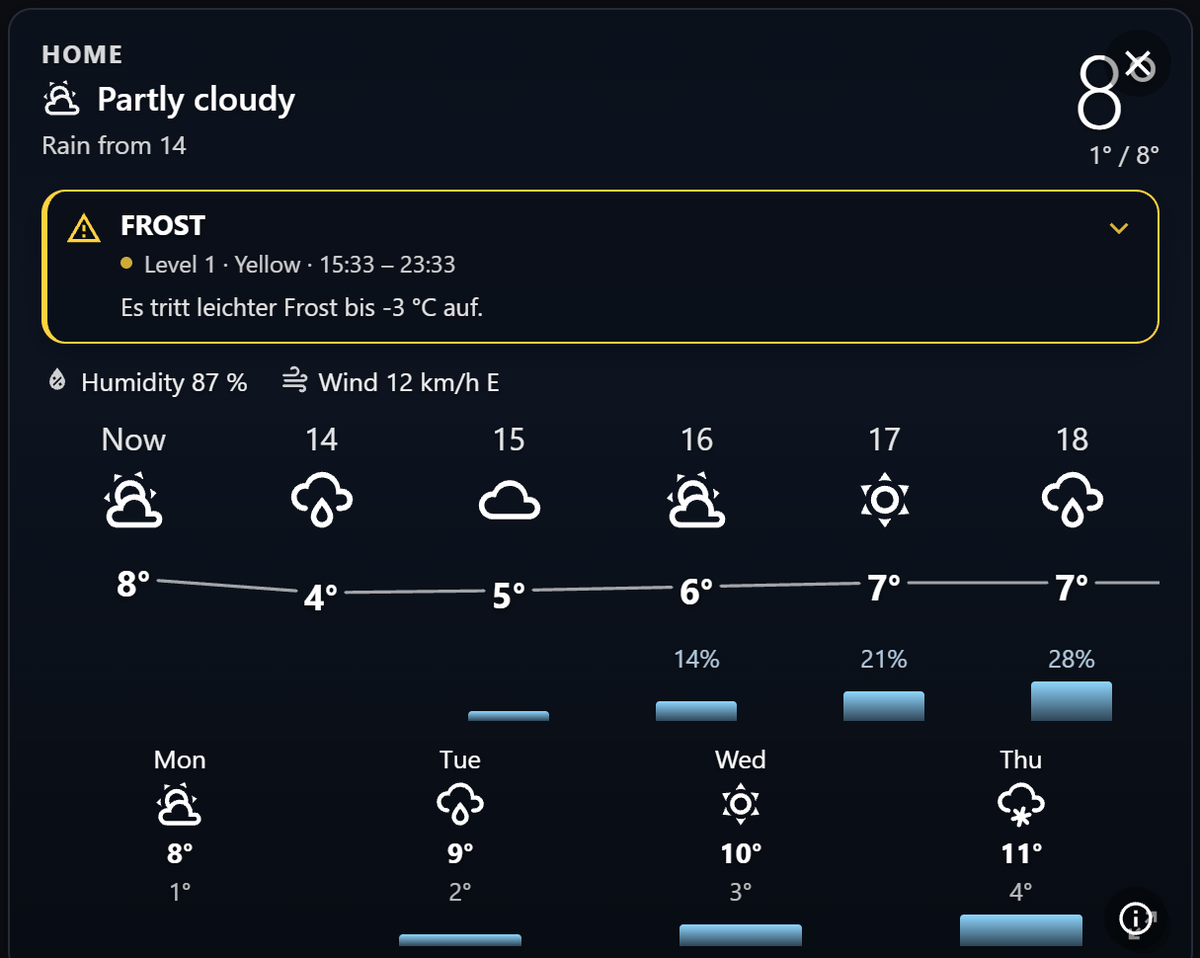 HOME
Partly cloudy
8°
Rain from 14
1° / 8°
FROST
Level 1 · Yellow · 15:33 – 23:33
Es tritt leichter Frost bis -3 °C auf.
Humidity 87 % Wind 12 km/h E
Now 14 15 16 17 18
8° 4° 5° 6° 7° 7°
14% 21% 28%
Mon Tue Wed Thu
8° 9° 10° 11°
1° 2° 3° 4°